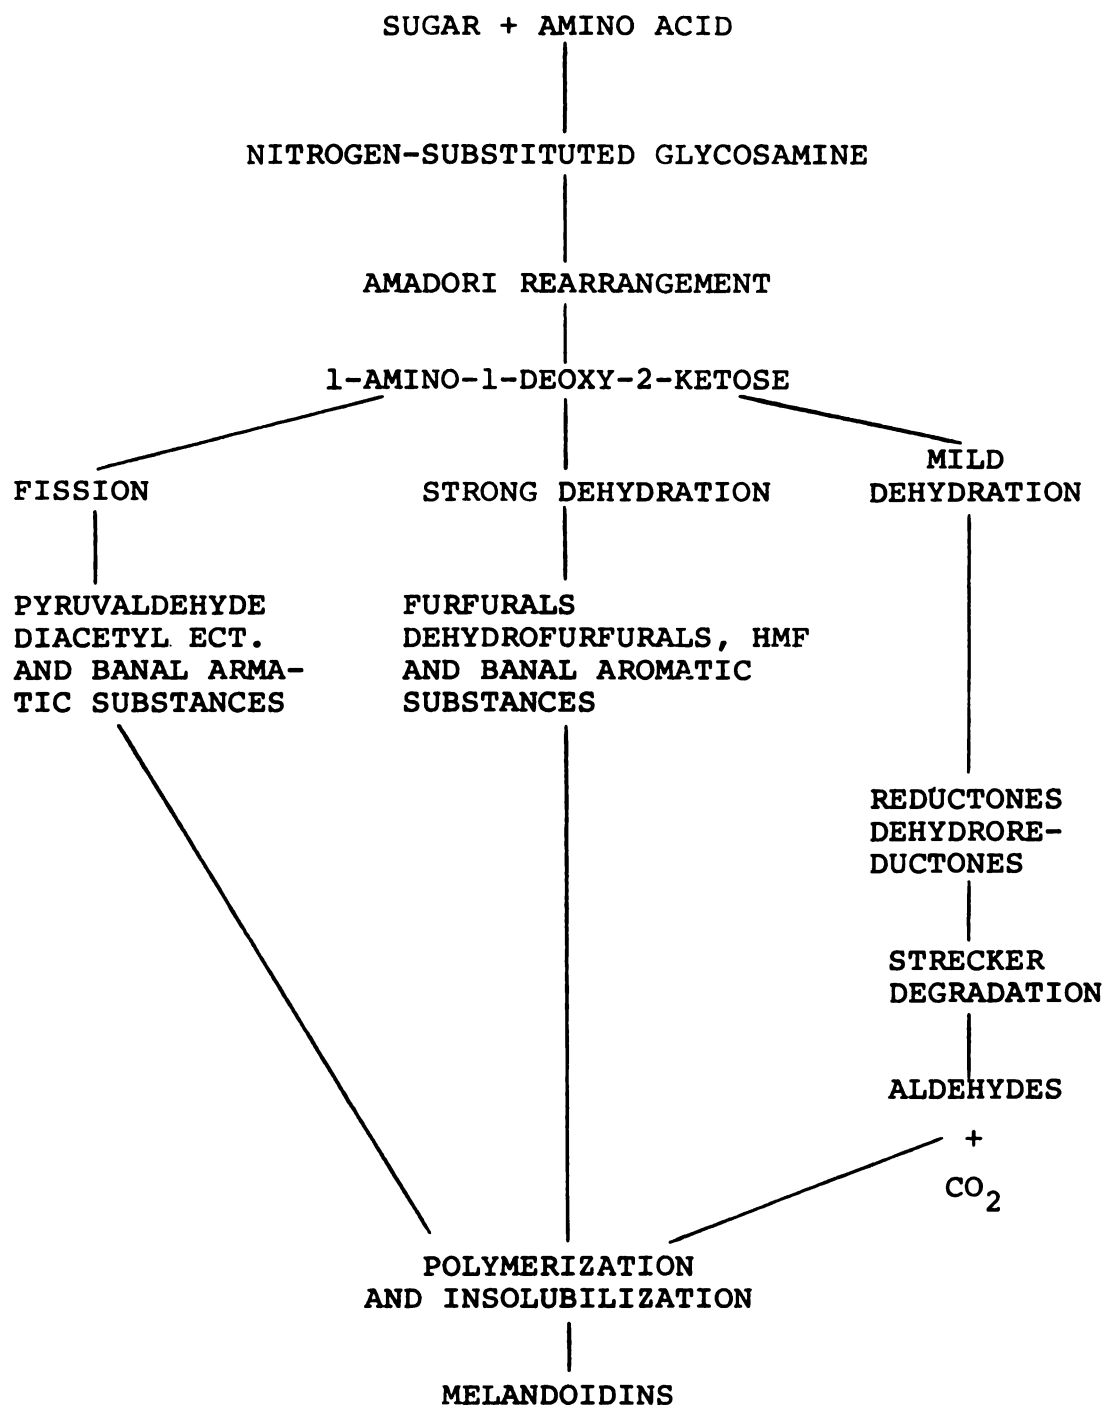 SUGAR + AMINO ACID
NITROGEN-SUBSTITUTED GLYCOSAMINE
AMADORI REARRANGEMENT
1-AMINO-1-DEOXY-2-KETOSE
FISSION
STRONG DEHYDRATION
MILD
DEHYDRATION
PYRUVALDEHYDE
DIACETYL ECT.
AND BANAL ARMA-
TIC SUBSTANCES
FURFURALS
DEHYDROFURFURALS, HMF
AND BANAL AROMATIC
SUBSTANCES
REDUCTONES
DEHYDRORE-
DUCTONES
STRECKER
DEGRADATION
ALDEHYDES
+
CO₂
POLYMERIZATION
AND INSOLUBILIZATION
MELANDOIDINS